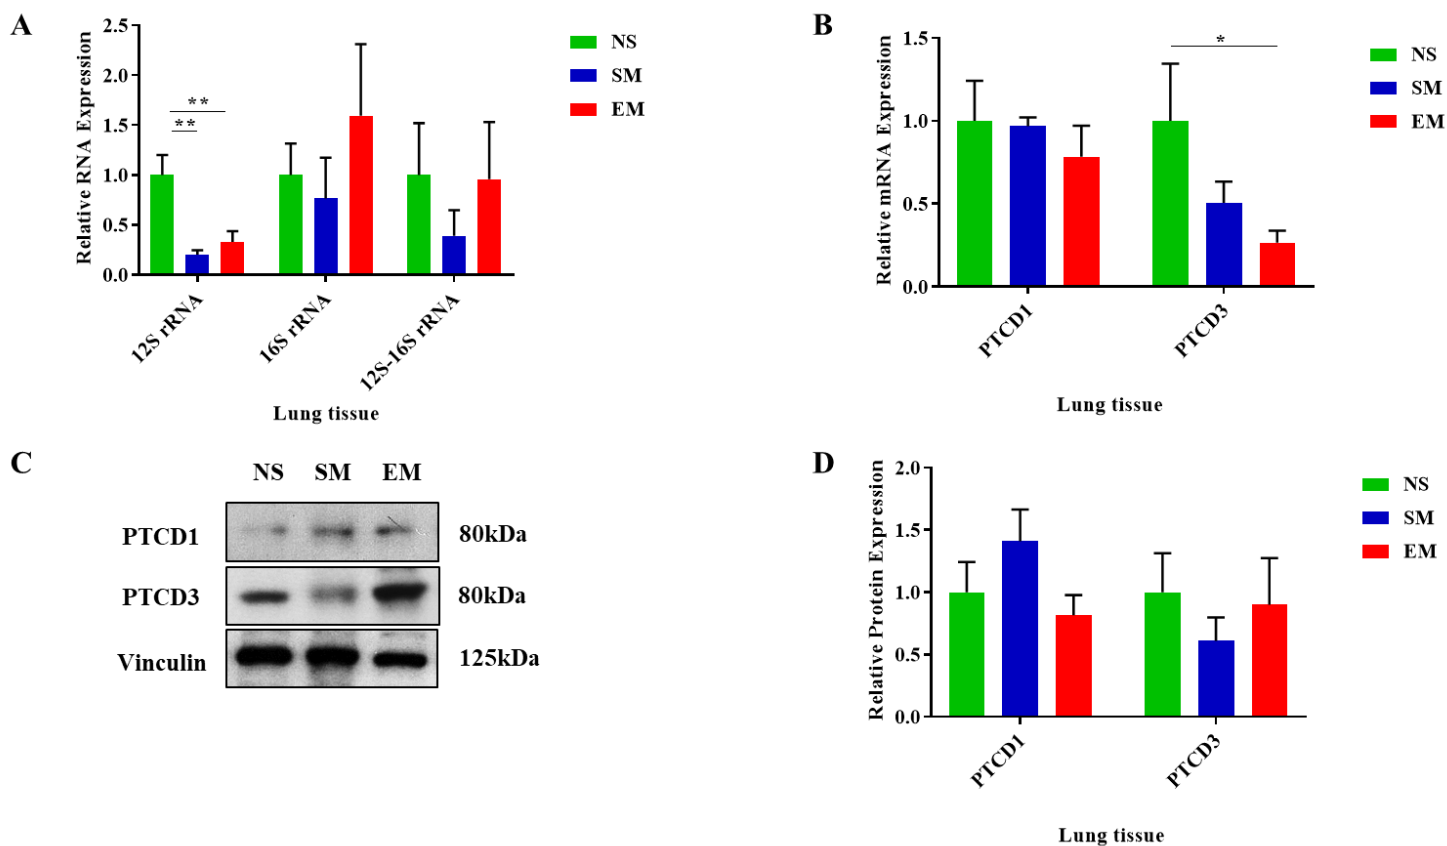 A
Relative RNA Expression
2.5
2.0
1.5
1.0
0.5
0.0
**
**
NS
SM
EM
12S rRNA
16S rRNA
12S-16S rRNA
Lung tissue
B
Relative mRNA Expression
1.5
1.0
0.5
0.0
*
NS
SM
EM
PTCD1
PTCD3
Lung tissue
C
NS SM EM
PTCD1 80kDa
PTCD3 80kDa
Vinculin 125kDa
D
Relative Protein Expression
2.0
1.5
1.0
0.5
0.0
NS
SM
EM
PTCD1
PTCD3
Lung tissue